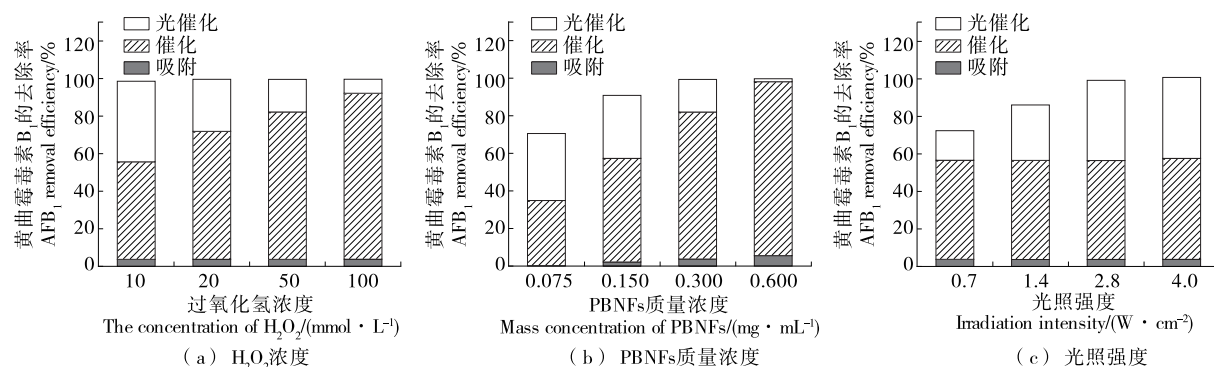 光催化
催化
吸附
120
100
80
60
40
20
0
黄曲霉毒素B₁的去除率
AFB₁ removal efficiency/%
10 20 50 100
过氧化氢浓度
The concentration of H₂O₂/(mmol·L⁻¹)
(a) H₂O₂浓度
光催化
催化
吸附
120
100
80
60
40
20
0
黄曲霉毒素B₁的去除率
AFB₁ removal efficiency/%
0.075 0.150 0.300 0.600
PBNFs质量浓度
Mass concentration of PBNFs/(mg·mL⁻¹)
(b) PBNFs质量浓度
光催化
催化
吸附
120
100
80
60
40
20
0
黄曲霉毒素B₁的去除率
AFB₁ removal efficiency/%
0.7 1.4 2.8 4.0
光照强度
Irradiation intensity/(W·cm⁻²)
(c) 光照强度